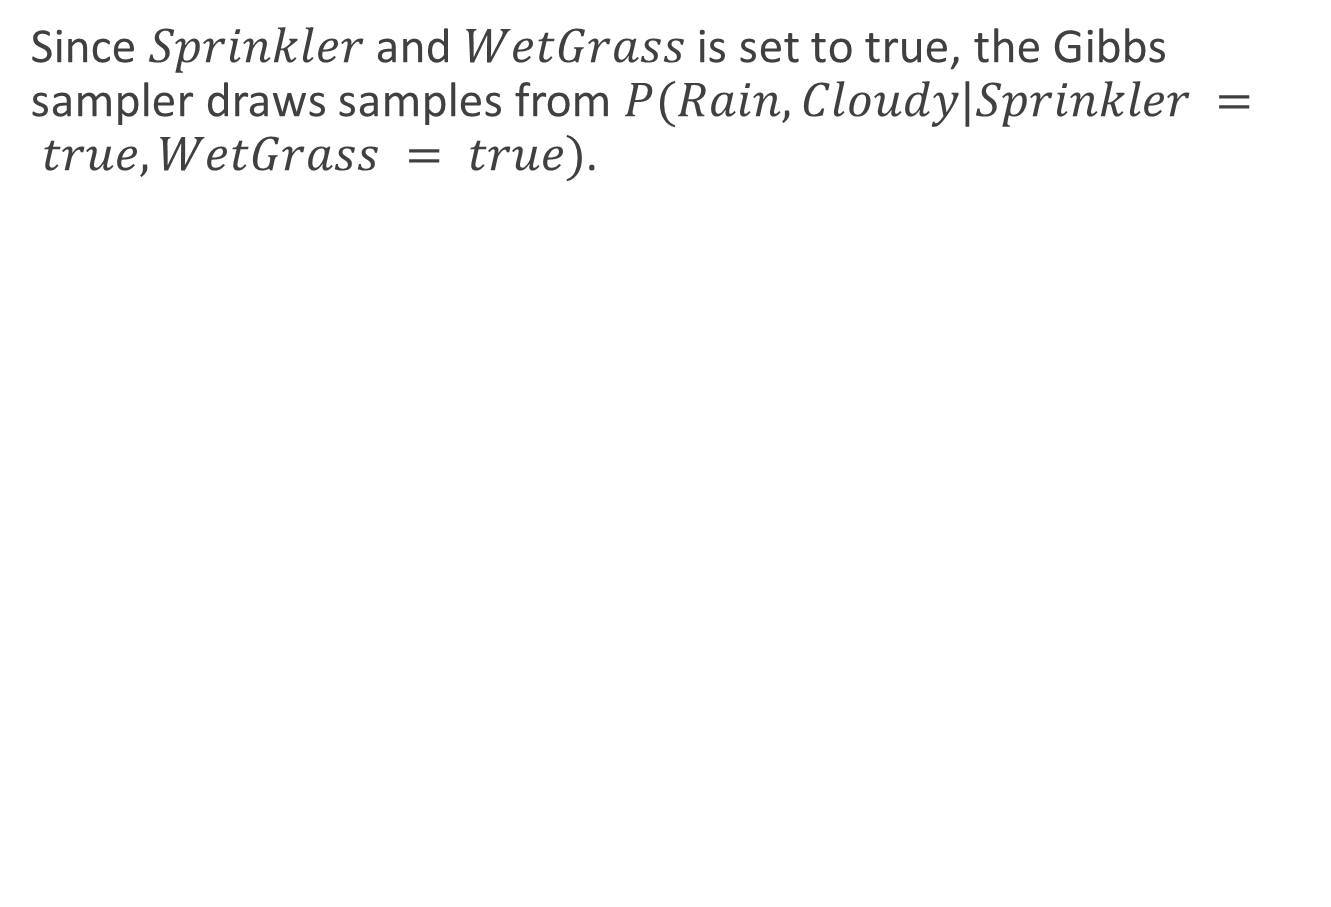 Since Sprinkler and WetGrass is set to true, the Gibbs
sampler draws samples from P(Rain, Cloudy|Sprinkler =
true, WetGrass = true).